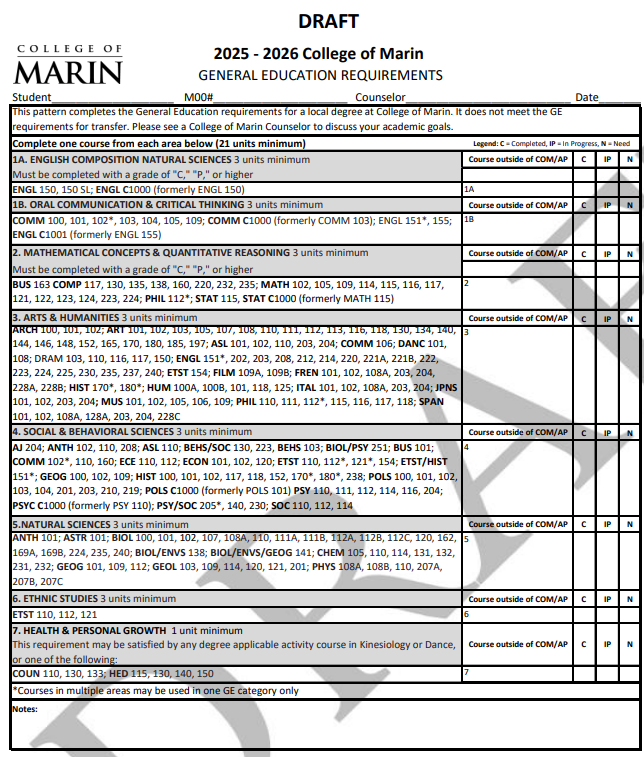 DRAFT
COLLEGE OF
MARIN
2025 - 2026 College of Marin
GENERAL EDUCATION REQUIREMENTS
Student M00# Counselor Date
This pattern completes the General Education requirements for a local degree at College of Marin. It does not meet the GE
requirements for transfer. Please see a College of Marin Counselor to discuss your academic goals.
Complete one course from each area below (21 units minimum) Legend: C = Completed, IP = In Progress, N = Need
1A. ENGLISH COMPOSITION NATURAL SCIENCES 3 units minimum Course outside of COM/AP C IP N
Must be completed with a grade of "C," "P," or higher
ENGL 150, 150 SL; ENGL C1000 (formerly ENGL 150) 1A
1B. ORAL COMMUNICATION & CRITICAL THINKING 3 units minimum Course outside of COM/AP C IP N
COMM 100, 101, 102*, 103, 104, 105, 109; COMM C1000 (formerly COMM 103); ENGL 151*, 155; 1B
ENGL C1001 (formerly ENGL 155)
2. MATHEMATICAL CONCEPTS & QUANTITATIVE REASONING 3 units minimum Course outside of COM/AP C IP N
Must be completed with a grade of "C," "P," or higher
BUS 163 COMP 117, 130, 135, 138, 160, 220, 232, 235; MATH 102, 105, 109, 114, 115, 116, 117, 2
121, 122, 123, 124, 223, 224; PHIL 112*; STAT 115, STAT C1000 (formerly MATH 115)
3. ARTS & HUMANITIES 3 units minimum Course outside of COM/AP C IP N
ARCH 100, 101, 102; ART 101, 102, 103, 105, 107, 108, 110, 111, 112, 113, 116, 118, 130, 134, 140, 3
144, 146, 148, 152, 165, 170, 180, 185, 197; ASL 101, 102, 110, 203, 204; COMM 106; DANC 101,
108; DRAM 103, 110, 116, 117, 150; ENGL 151*, 202, 203, 208, 212, 214, 220, 221A, 221B, 222,
223, 224, 225, 230, 235, 237, 240; ETST 154; FILM 109A, 109B; FREN 101, 102, 108A, 203, 204,
228A, 228B; HIST 170*, 180*; HUM 100A, 100B, 101, 118, 125; ITAL 101, 102, 108A, 203, 204; JPNS
101, 102, 203, 204; MUS 101, 102, 105, 106, 109; PHIL 110, 111, 112*, 115, 116, 117, 118; SPAN
101, 102, 108A, 128A, 203, 204, 228C
4. SOCIAL & BEHAVIORAL SCIENCES 3 units minimum Course outside of COM/AP C IP N
AJ 204; ANTH 102, 110, 208; ASL 110; BEHS/SOC 130, 223, BEHS 103; BIOL/PSY 251; BUS 101; 4
COMM 102*, 110, 160; ECE 110, 112; ECON 101, 102, 120; ETST 110, 112*, 121*, 154; ETST/HIST
151*; GEOG 100, 102, 109; HIST 100, 101, 102, 117, 118, 152, 170*, 180*, 238; POLS 100, 101, 102,
103, 104, 201, 203, 210, 219; POLS C1000 (formerly POLS 101) PSY 110, 111, 112, 114, 116, 204;
PSYC C1000 (formerly PSY 110); PSY/SOC 205*, 140, 230; SOC 110, 112, 114
5.NATURAL SCIENCES 3 units minimum Course outside of COM/AP C IP N
ANTH 101; ASTR 101; BIOL 100, 101, 102, 107, 108A, 110, 111A, 111B, 112A, 112B, 112C, 120, 162, 5
169A, 169B, 224, 235, 240; BIOL/ENVS 138; BIOL/ENVS/GEOG 141; CHEM 105, 110, 114, 131, 132,
231, 232; GEOG 101, 109, 112; GEOL 103, 109, 114, 120, 121, 201; PHYS 108A, 108B, 110, 207A,
207B, 207C
6. ETHNIC STUDIES 3 units minimum Course outside of COM/AP C IP N
ETST 110, 112, 121 6
7. HEALTH & PERSONAL GROWTH 1 unit minimum Course outside of COM/AP C IP N
This requirement may be satisfied by any degree applicable activity course in Kinesiology or Dance,
or one of the following:
COUN 110, 130, 133; HED 115, 130, 140, 150 7
*Courses in multiple areas may be used in one GE category only
Notes:
DRAFT